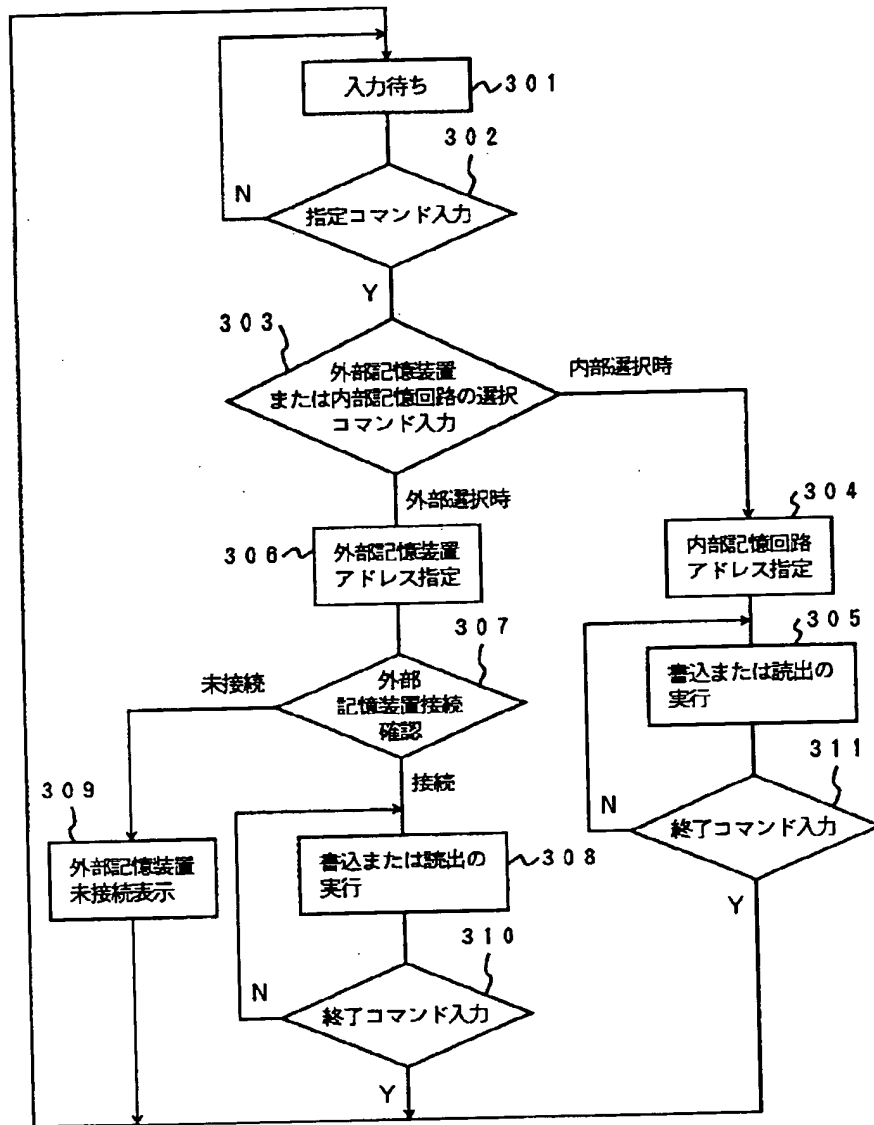 入力待ち
301
302
N
指定コマンド入力
Y
303
外部記憶装置
または内部記憶回路の選択
コマンド入力
内部選択時
外部選択時
304
内部記憶回路
アドレス指定
306
外部記憶装置
アドレス指定
305
書込または読出の
実行
307
外部
記憶装置接続
確認
未接続
接続
311
N
終了コマンド入力
Y
309
外部記憶装置
未接続表示
書込または読出の
実行
308
310
N
終了コマンド入力
Y